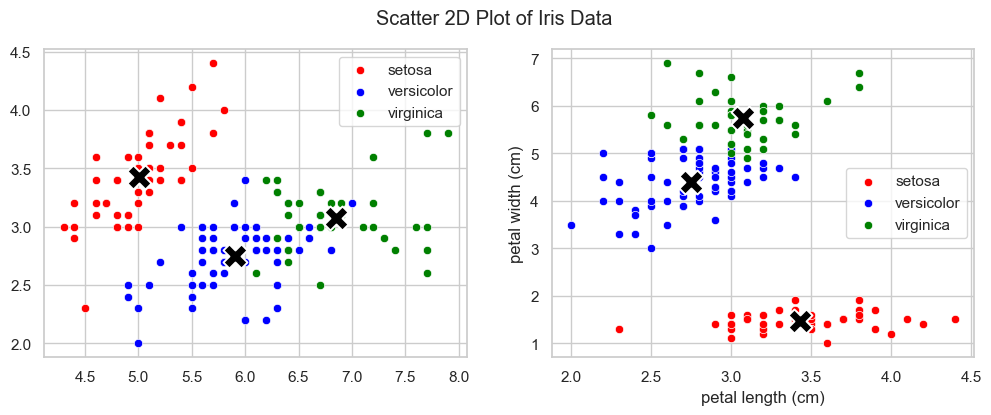 Scatter 2D Plot of Iris Data
4.5
4.0
3.5
3.0
2.5
2.0
4.5 5.0 5.5 6.0 6.5 7.0 7.5 8.0
setosa
versicolor
virginica
petal width (cm)
7
6
5
4
3
2
1
2.0 2.5 3.0 3.5 4.0 4.5
petal length (cm)
setosa
versicolor
virginica